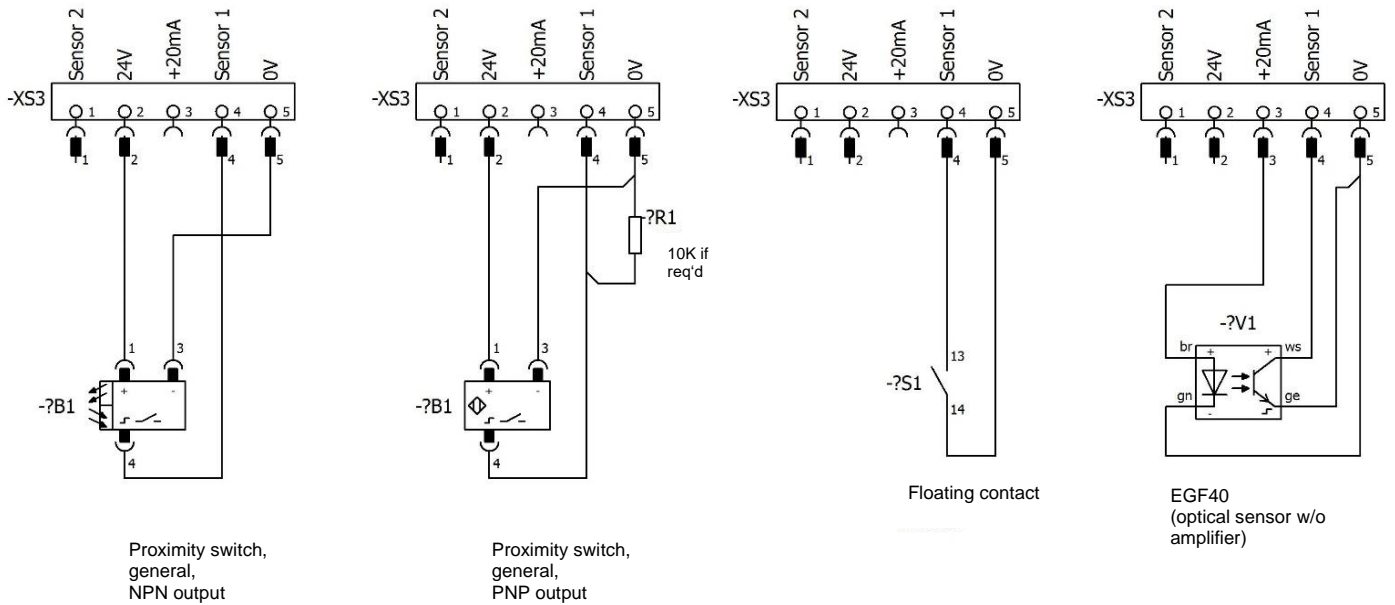 Sensor 2
24V
+20mA
Sensor 1
0V
-XS3
1
2
3
4
5
1
2
4
5
1
3
-?B1
+
-
4
Proximity switch,
general,
NPN output
Sensor 2
24V
+20mA
Sensor 1
0V
-XS3
1
2
3
4
5
1
2
4
5
-?R1
10K if
req'd
1
3
-?B1
+
-
4
Proximity switch,
general,
PNP output
Sensor 2
24V
+20mA
Sensor 1
0V
-XS3
1
2
3
4
5
1
2
4
5
13
-?S1
14
Floating contact
Sensor 2
24V
+20mA
Sensor 1
0V
-XS3
1
2
3
4
5
1
2
3
4
5
-?V1
br
+
+
ws
gn
-
ge
EGF40
(optical sensor w/o
amplifier)